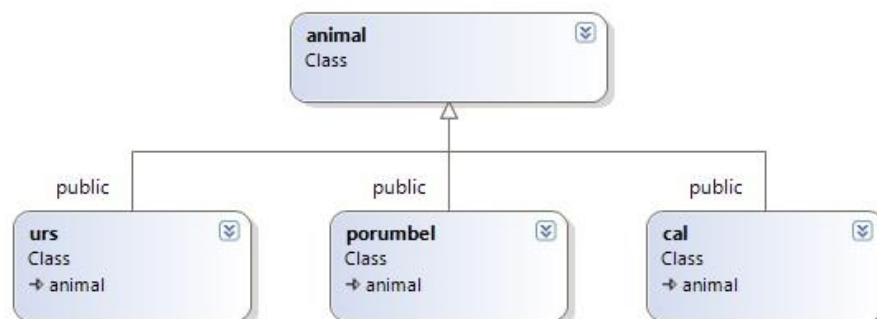 animal
Class
public
public
public
urs
Class
animal
porumbel
Class
animal
cal
Class
animal